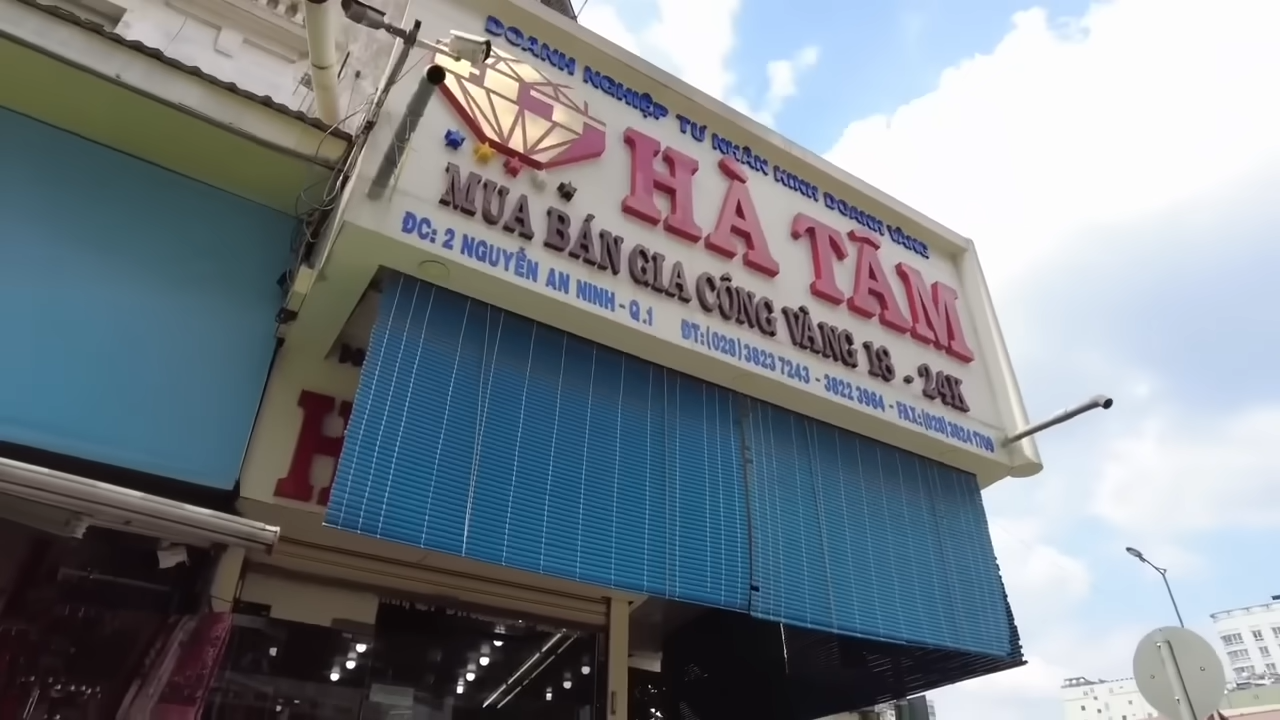 DOANH NGHIỆP TƯ NHÂN KINH DOANH VÀNG
HÀ TÂM
MUA BÁN GIA CÔNG VÀNG 18 - 24K
ĐC: 2 NGUYỄN AN NINH - Q.1 ĐT:(028)3823 7243 - 3822 3964 - FAX:(028)3824 1709
H